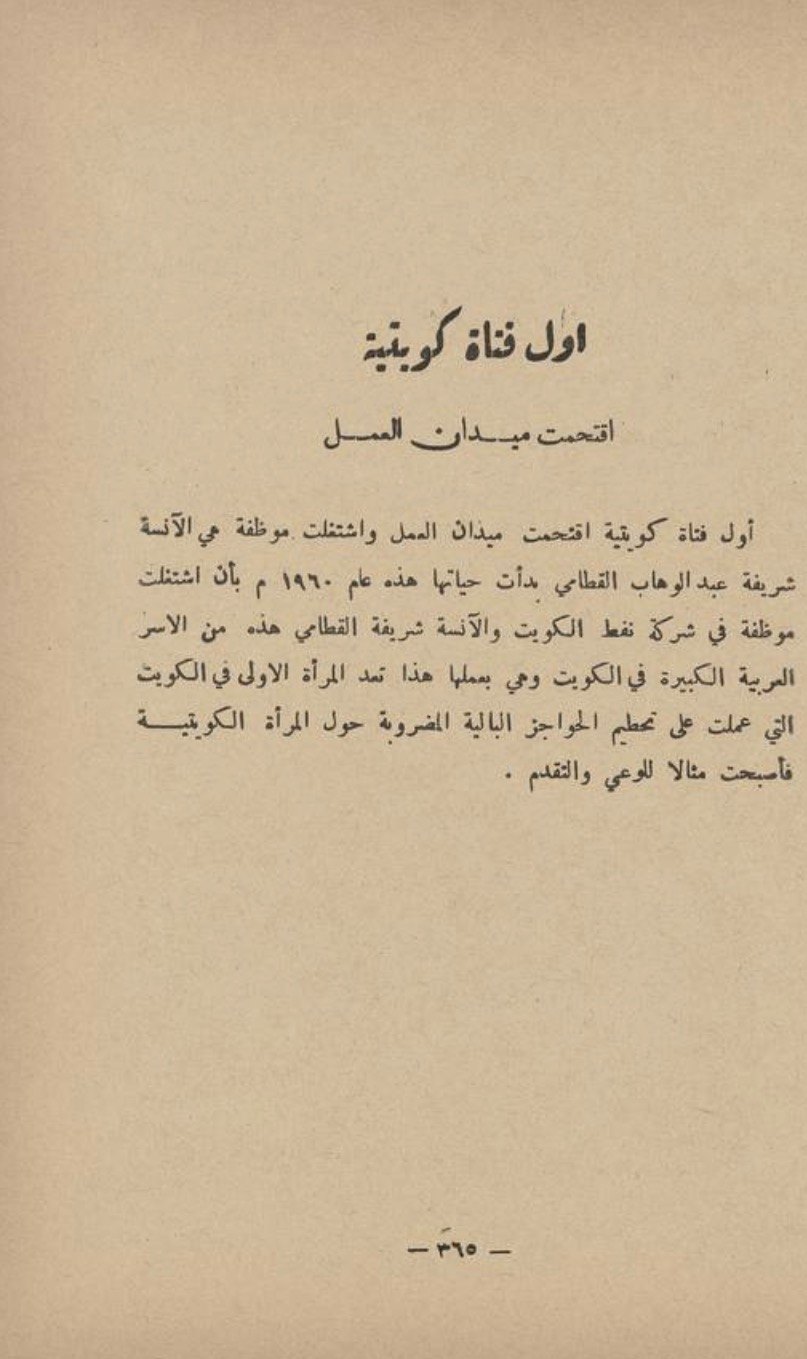 اول فتاة كويتية
اقتحمت ميـــدان العمـــل
أول فتاة كويتية اقتحمت ميدان العمل واشتغلت موظفة هي الآنسة
شريفة عبد الوهاب القطامي بدأت حياتها هذه عام ١٩٦٠ م بأن اشتغلت
موظفة في شركة نفط الكويت والآنسة شريفة القطامي هذه من الاسر
العربية الكبيرة في الكويت وهي بعملها هذا تعد المرأة الاولى في الكويت
التي عملت على تحطيم الحواجز البالية المضروبة حول المرأة الكويتيـــة
فأصبحت مثالا للوعي والتقدم .
— ٣٦٥ —